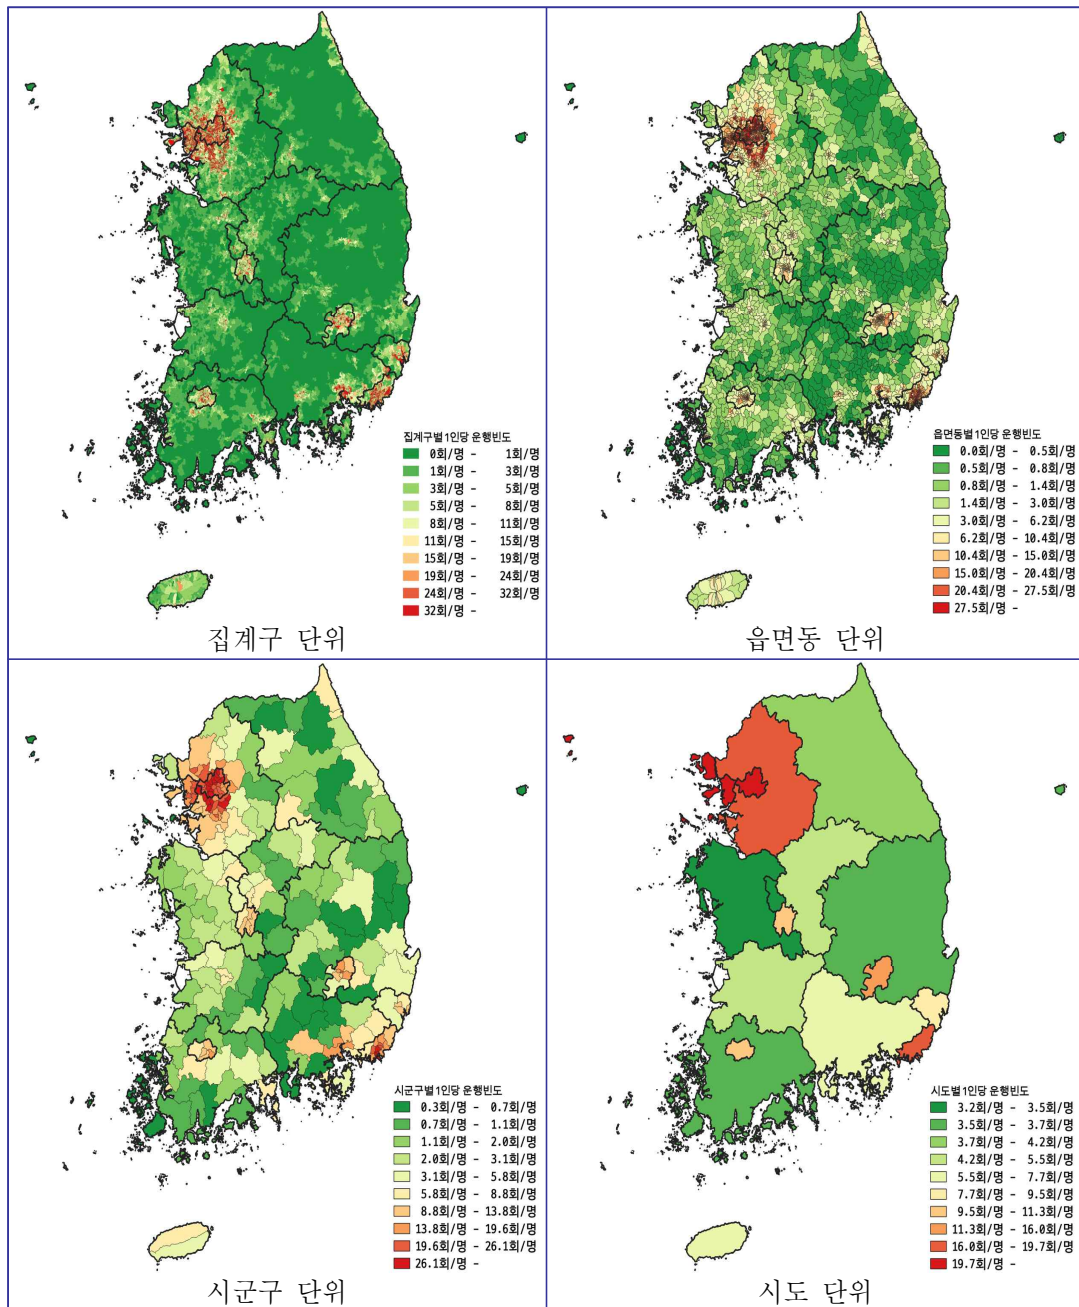 집계구별 1인당 운행빈도
0회/명 - 1회/명
1회/명 - 3회/명
3회/명 - 5회/명
5회/명 - 8회/명
8회/명 - 11회/명
11회/명 - 15회/명
15회/명 - 19회/명
19회/명 - 24회/명
24회/명 - 32회/명
32회/명 -
집계구 단위
읍면동별 1인당 운행빈도
0.0회/명 - 0.5회/명
0.5회/명 - 0.8회/명
0.8회/명 - 1.4회/명
1.4회/명 - 3.0회/명
3.0회/명 - 6.2회/명
6.2회/명 - 10.4회/명
10.4회/명 - 15.0회/명
15.0회/명 - 20.4회/명
20.4회/명 - 27.5회/명
27.5회/명 -
읍면동 단위
시군구별 1인당 운행빈도
0.3회/명 - 0.7회/명
0.7회/명 - 1.1회/명
1.1회/명 - 2.0회/명
2.0회/명 - 3.1회/명
3.1회/명 - 5.8회/명
5.8회/명 - 8.8회/명
8.8회/명 - 13.8회/명
13.8회/명 - 19.6회/명
19.6회/명 - 26.1회/명
26.1회/명 -
시군구 단위
시도별 1인당 운행빈도
3.2회/명 - 3.5회/명
3.5회/명 - 3.7회/명
3.7회/명 - 4.2회/명
4.2회/명 - 5.5회/명
5.5회/명 - 7.7회/명
7.7회/명 - 9.5회/명
9.5회/명 - 11.3회/명
11.3회/명 - 16.0회/명
16.0회/명 - 19.7회/명
19.7회/명 -
시도 단위